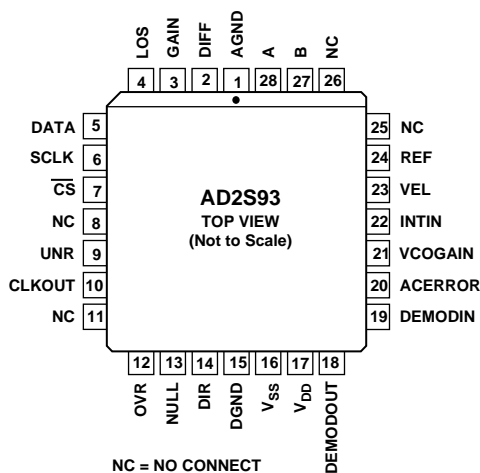 LOS
GAIN
DIFF
AGND
A
B
NC
4
3
2
1
28
27
26
DATA 5
SCLK 6
CS 7
NC 8
UNR 9
CLKOUT 10
NC 11
AD2S93
TOP VIEW
(Not to Scale)
25 NC
24 REF
23 VEL
22 INTIN
21 VCOGAIN
20 ACERROR
19 DEMODIN
12
13
14
15
16
17
18
OVR
NULL
DIR
DGND
VSS
VDD
DEMODOUT
NC = NO CONNECT